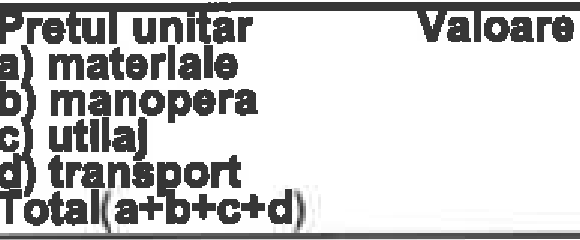 Pretul unitar Valoare
a) materiale
b) manopera
c) utilaj
d) transport
Total(a+b+c+d)